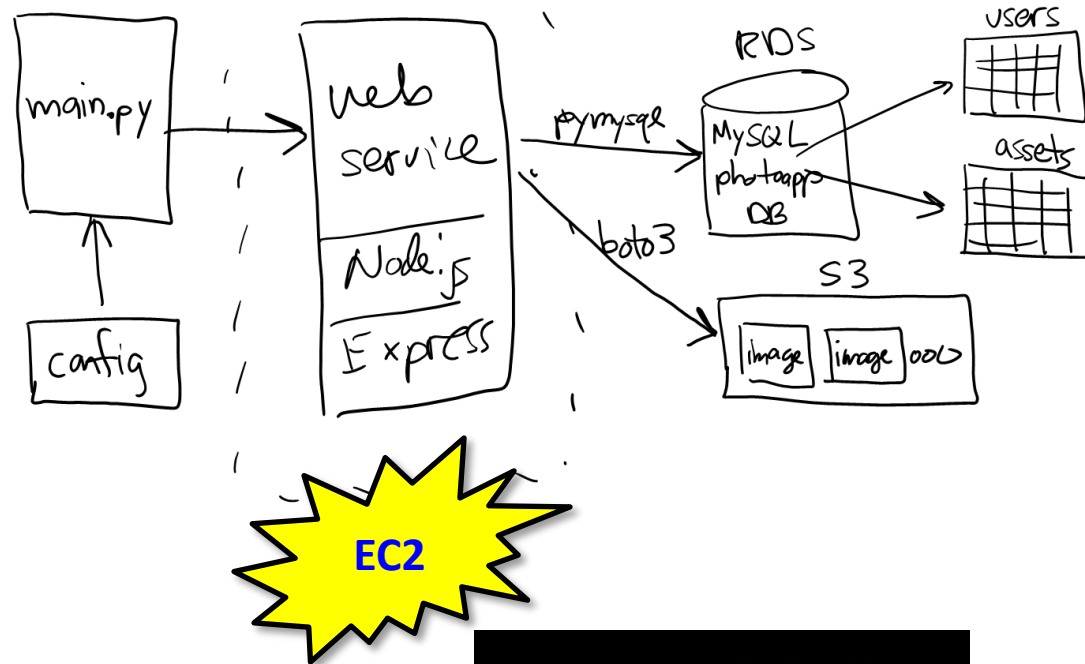 main.py
config
web
service
Node.js
Express
pymysql
boto3
RDS
MySQL
photoapp
DB
users
assets
S3
image
image
EC2